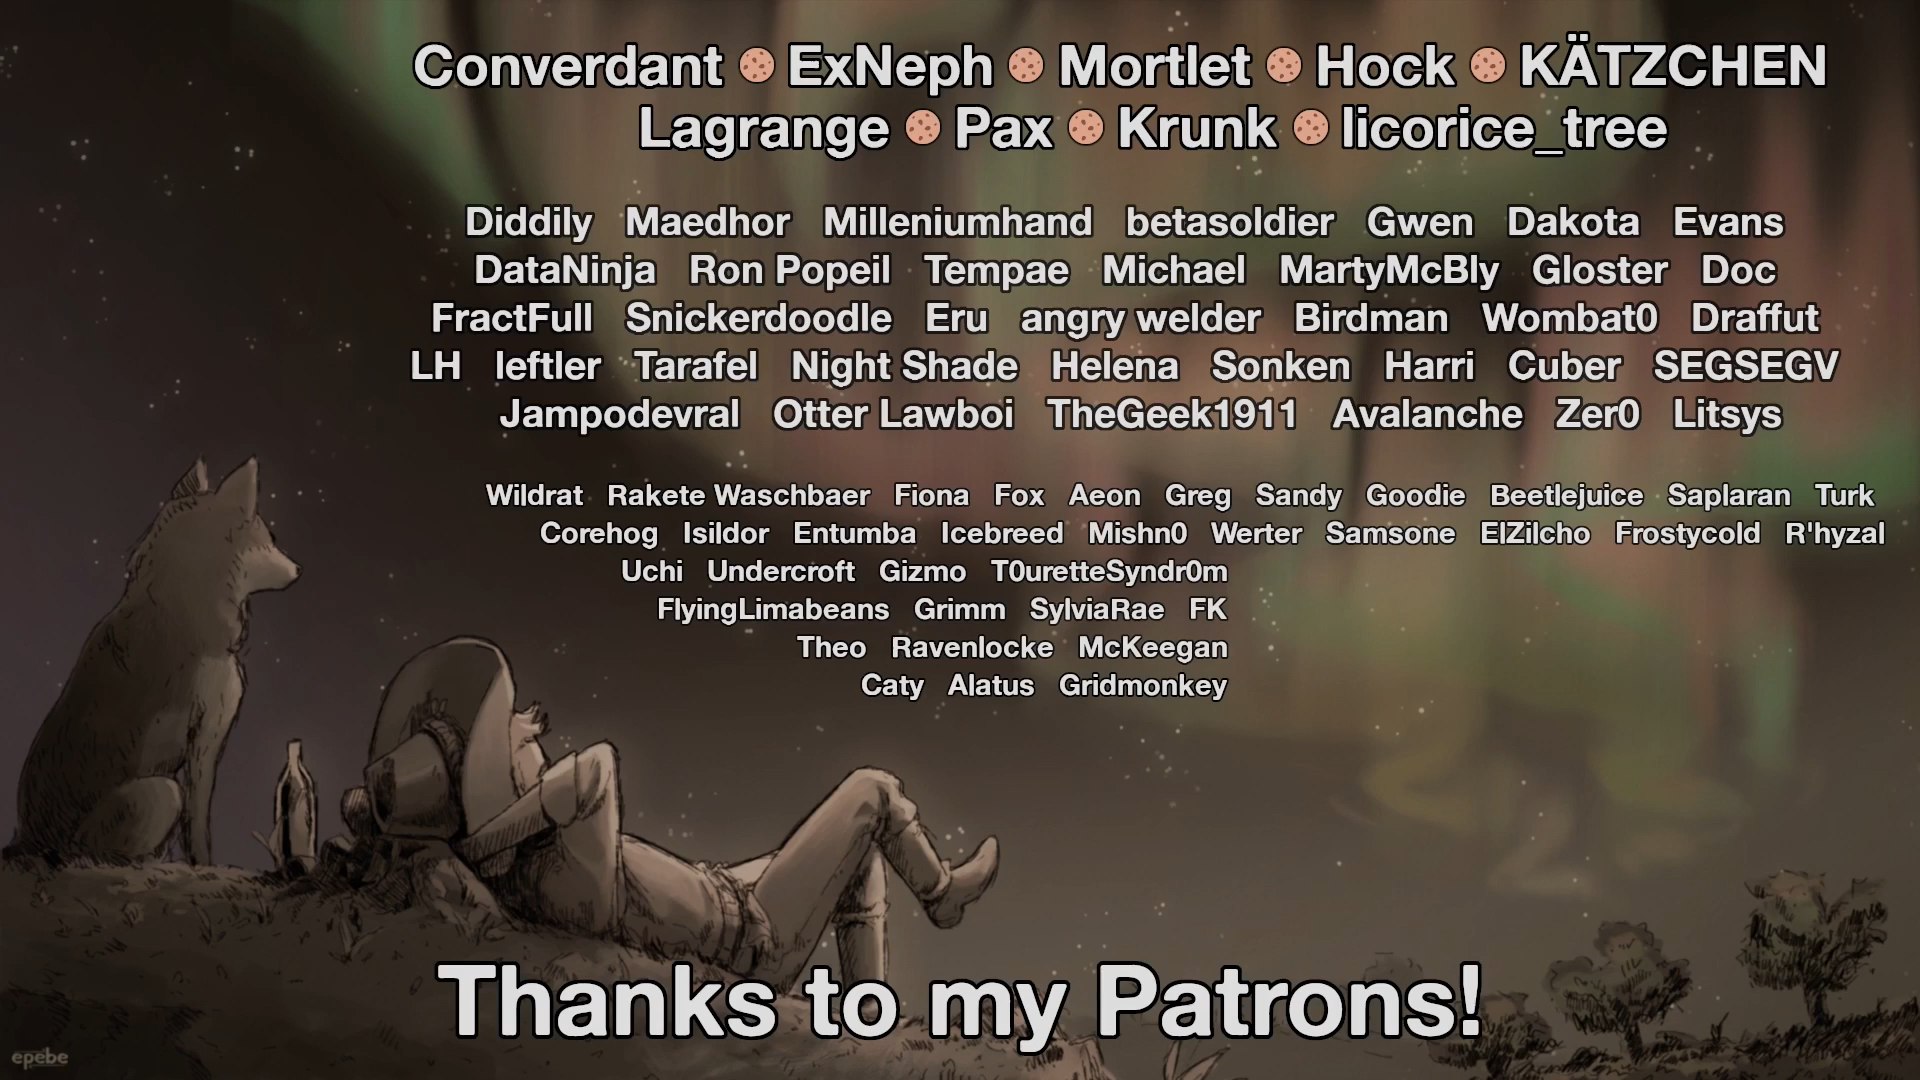 Converdant ExNeph Mortlet Hock KÄTZCHEN
Lagrange Pax Krunk licorice_tree
Diddily Maedhor Milleniumhand betasoldier Gwen Dakota Evans
DataNinja Ron Popeil Tempae Michael MartyMcBly Gloster Doc
FractFull Snickerdoodle Eru angry welder Birdman Wombat0 Draffut
LH leftler Tarafel Night Shade Helena Sonken Harri Cuber SEGSEGV
Jampodevral Otter Lawboi TheGeek1911 Avalanche Zer0 Litsys
Wildrat Rakete Waschbaer Fiona Fox Aeon Greg Sandy Goodie Beetlejuice Saplaran Turk
Corehog Isildor Entumba Icebreed Mishn0 Werter Samsone ElZilcho Frostycold R'hyzal
Uchi Undercroft Gizmo T0uretteSyndr0m
FlyingLimabeans Grimm SylviaRae FK
Theo Ravenlocke McKeegan
Caty Alatus Gridmonkey
Thanks to my Patrons!
epebe